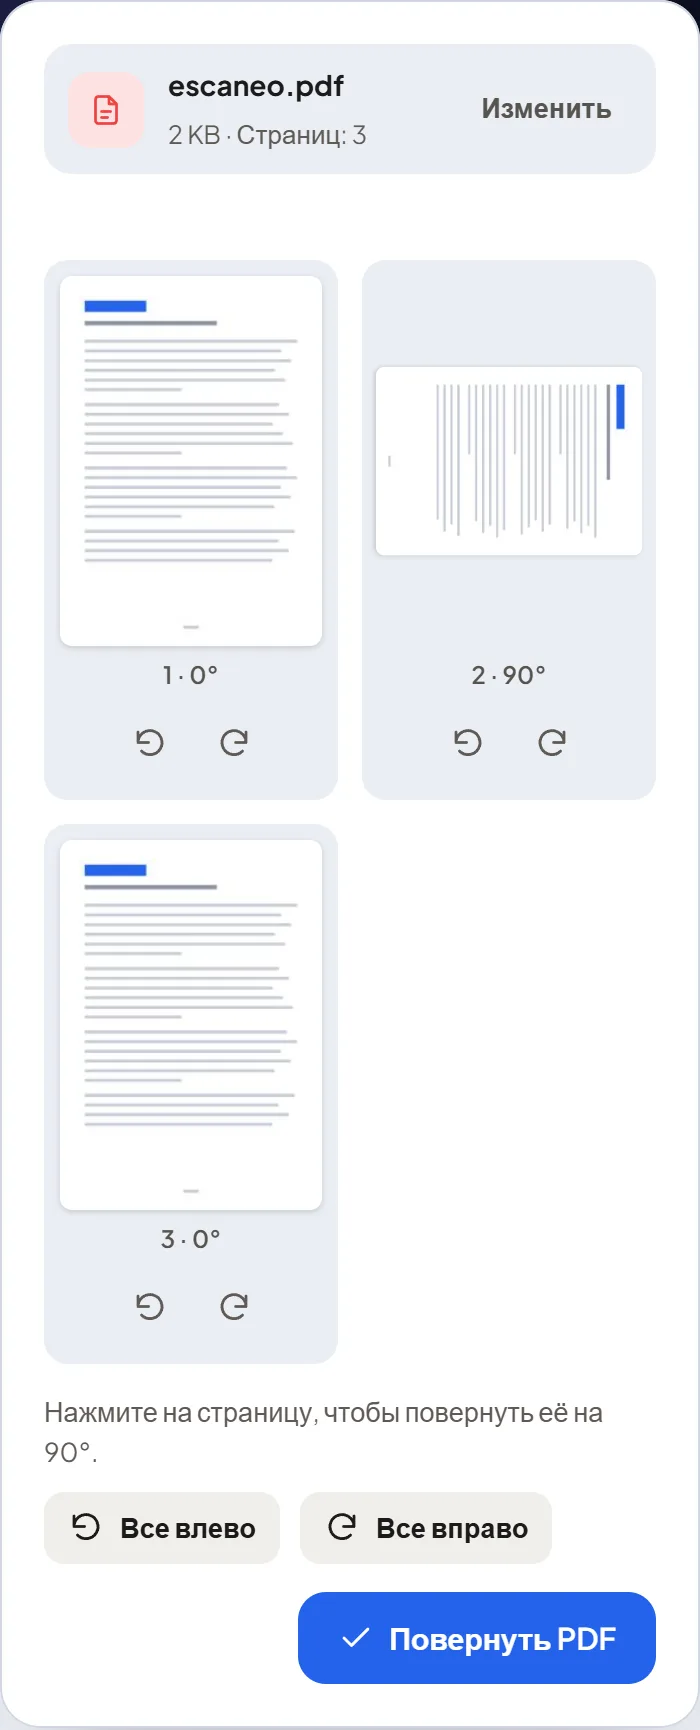 escaneo.pdf
2 KB · Страниц: 3
Изменить
1 · 0°
2 · 90°
3 · 0°
Нажмите на страницу, чтобы повернуть её на
90°.
Все влево
Все вправо
Повернуть PDF